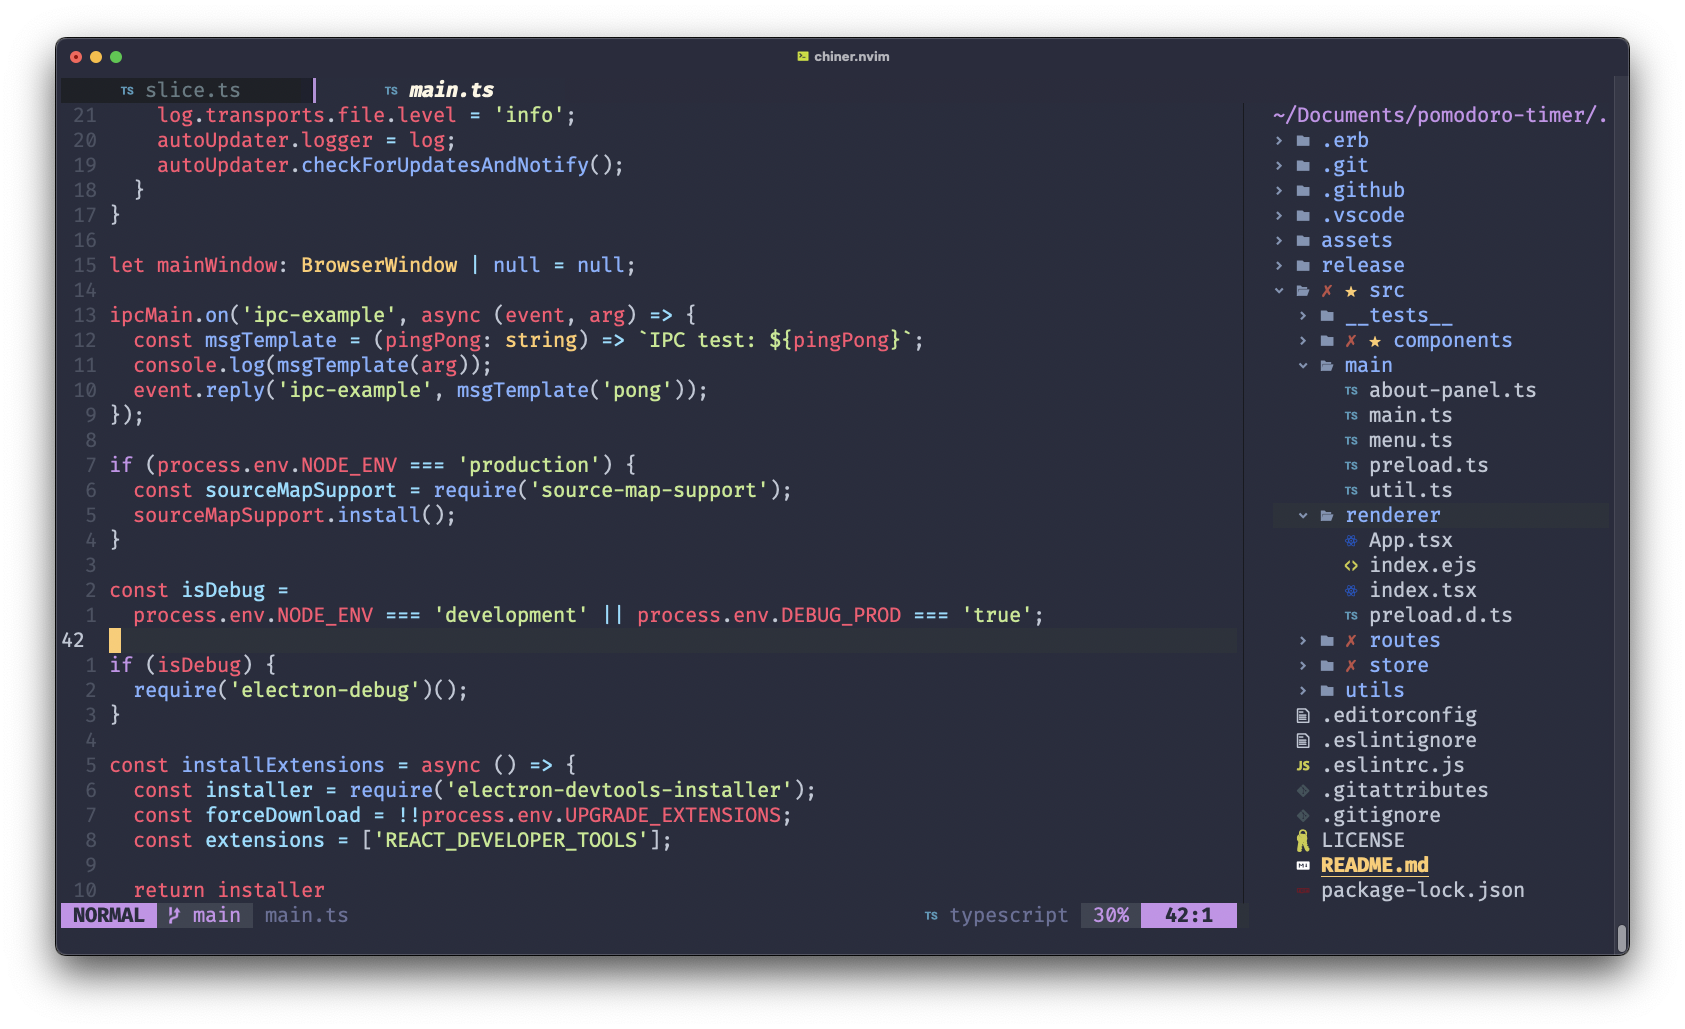 chiner.nvim
TS slice.ts TS main.ts
21     log.transports.file.level = 'info';
20     autoUpdater.logger = log;
19     autoUpdater.checkForUpdatesAndNotify();
18   }
17 }
16
15 let mainWindow: BrowserWindow | null = null;
14
13 ipcMain.on('ipc-example', async (event, arg) => {
12   const msgTemplate = (pingPong: string) => `IPC test: ${pingPong}`;
11   console.log(msgTemplate(arg));
10   event.reply('ipc-example', msgTemplate('pong'));
9 });
8
7 if (process.env.NODE_ENV === 'production') {
6   const sourceMapSupport = require('source-map-support');
5   sourceMapSupport.install();
4 }
3
2 const isDebug =
1   process.env.NODE_ENV === 'development' || process.env.DEBUG_PROD === 'true';
42
1 if (isDebug) {
2   require('electron-debug')();
3 }
4
5 const installExtensions = async () => {
6   const installer = require('electron-devtools-installer');
7   const forceDownload = !!process.env.UPGRADE_EXTENSIONS;
8   const extensions = ['REACT_DEVELOPER_TOOLS'];
9
10   return installer
NORMAL main main.ts TS typescript 30% 42:1
~/Documents/pomodoro-timer/.
.erb
.git
.github
.vscode
assets
release
✗ ★ src
__tests__
✗ ★ components
main
TS about-panel.ts
TS main.ts
TS menu.ts
TS preload.ts
TS util.ts
renderer
App.tsx
<> index.ejs
index.tsx
TS preload.d.ts
✗ routes
✗ store
utils
.editorconfig
.eslintignore
JS .eslintrc.js
.gitattributes
.gitignore
LICENSE
README.md
package-lock.json